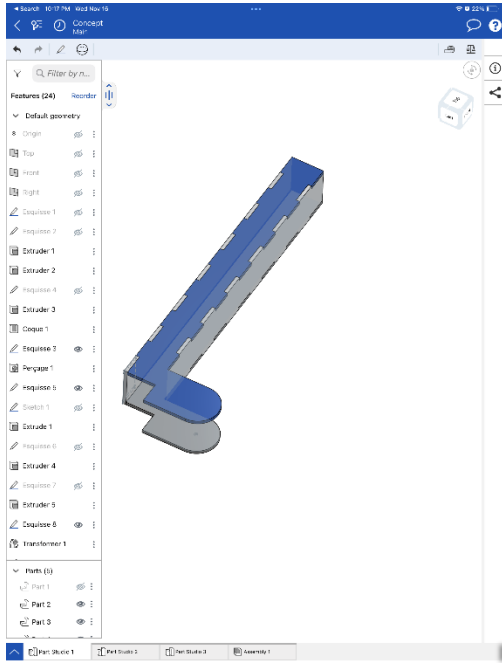 ◄ Search 10:17 PM Wed Nov 16
22%
Concept
Main
Filter by n...
Features (24) Reorder
Default geometry
Origin
Top
Front
Right
Esquisse 1
Esquisse 2
Extruder 1
Extruder 2
Esquisse 4
Extruder 3
Coque 1
Esquisse 3
Perçage 1
Esquisse 5
Sketch 1
Extrude 1
Esquisse 6
Extruder 4
Esquisse 7
Extruder 5
Esquisse 8
Transformer 1
Parts (5)
Part 1
Part 2
Part 3
Part Studio 1 Part Studio 2 Part Studio 3 Assembly 1